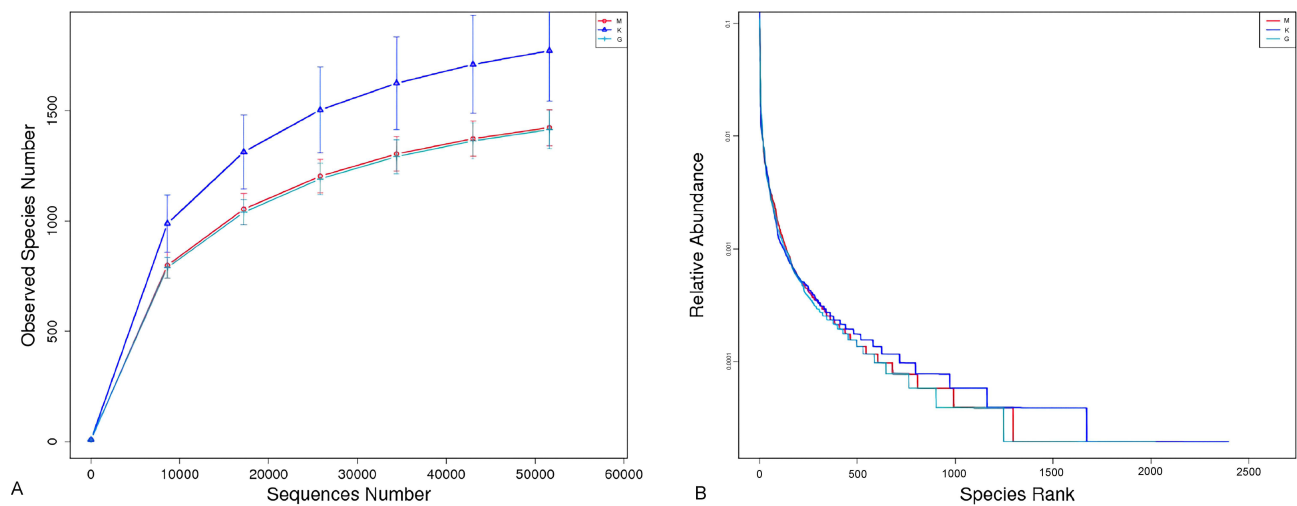 Observed Species Number
1500
1000
500
0
M
K
G
0 10000 20000 30000 40000 50000 60000
Sequences Number
A
Relative Abundance
0.1
0.01
0.001
0.0001
M
K
G
0 500 1000 1500 2000 2500
Species Rank
B